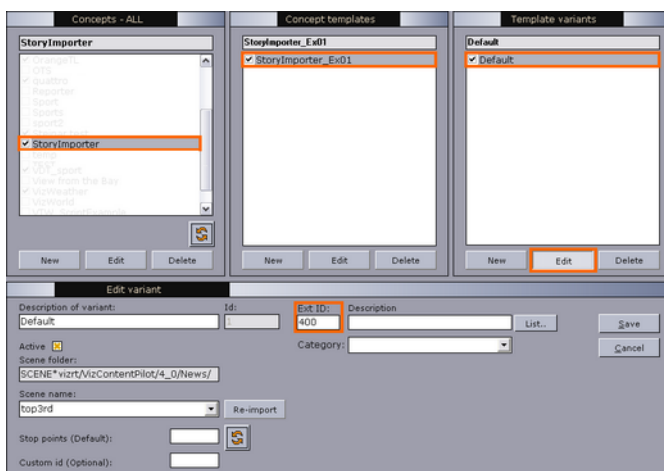 Concepts - ALL
StoryImporter
OrangeTL
OTS
quattro
Reporter
Sport
Sports
sport2
StoryImporter
temp
VDT_sport
View from the Bay
VizWeather
VizWorld
New Edit Delete
Concept templates
StoryImporter_Ex01
StoryImporter_Ex01
New Edit Delete
Template variants
Default
Default
New Edit Delete
Edit variant
Description of variant: Id: Ext ID: Description
Default 1 400 List.. Save
Active Category: Cancel
Scene folder:
SCENE*vizrt/VizContentPilot/4_0/News/
Scene name:
top3rd Re-import
Stop points (Default):
Custom id (Optional):